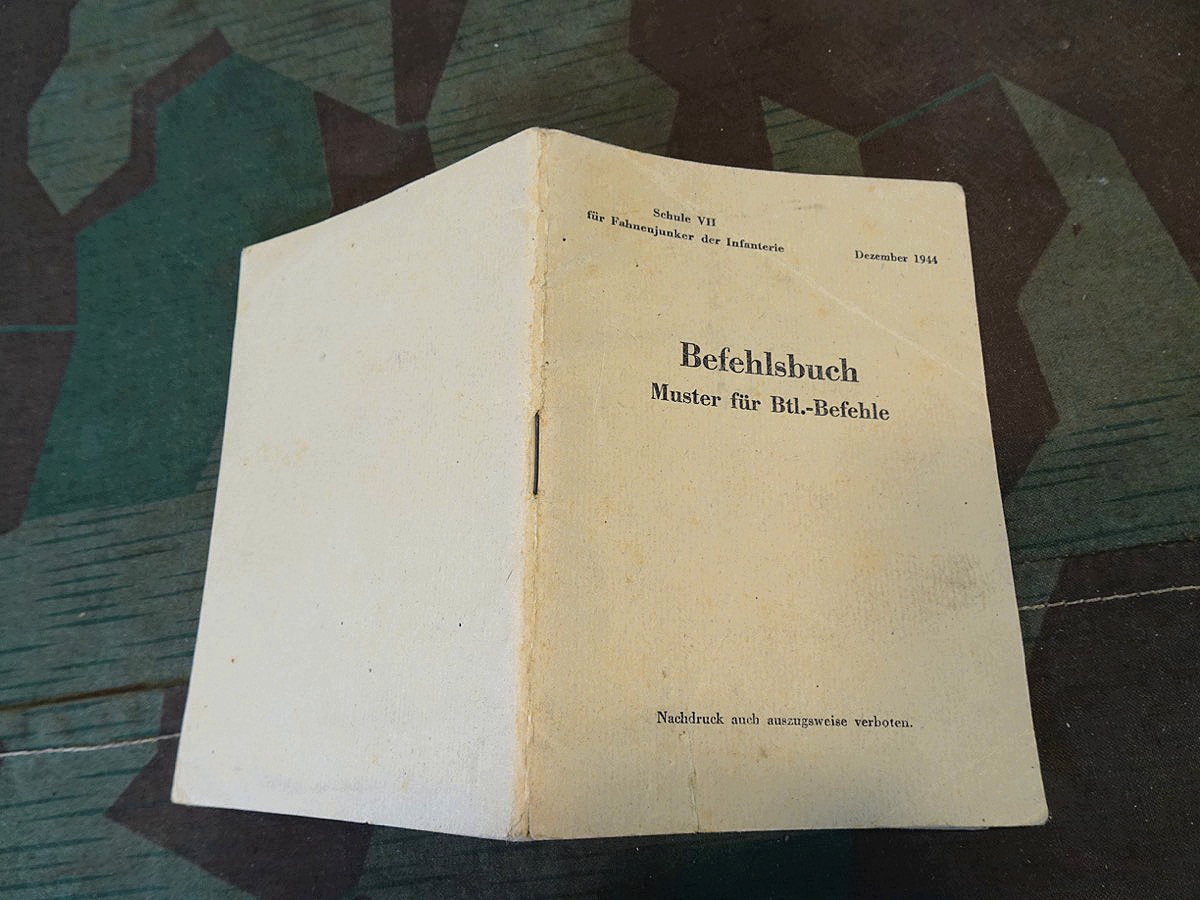 Schule VII
für Fahnenjunker der Infanterie
Dezember 1944
Befehlsbuch
Muster für Btl.-Befehle
Nachdruck auch auszugsweise verboten.